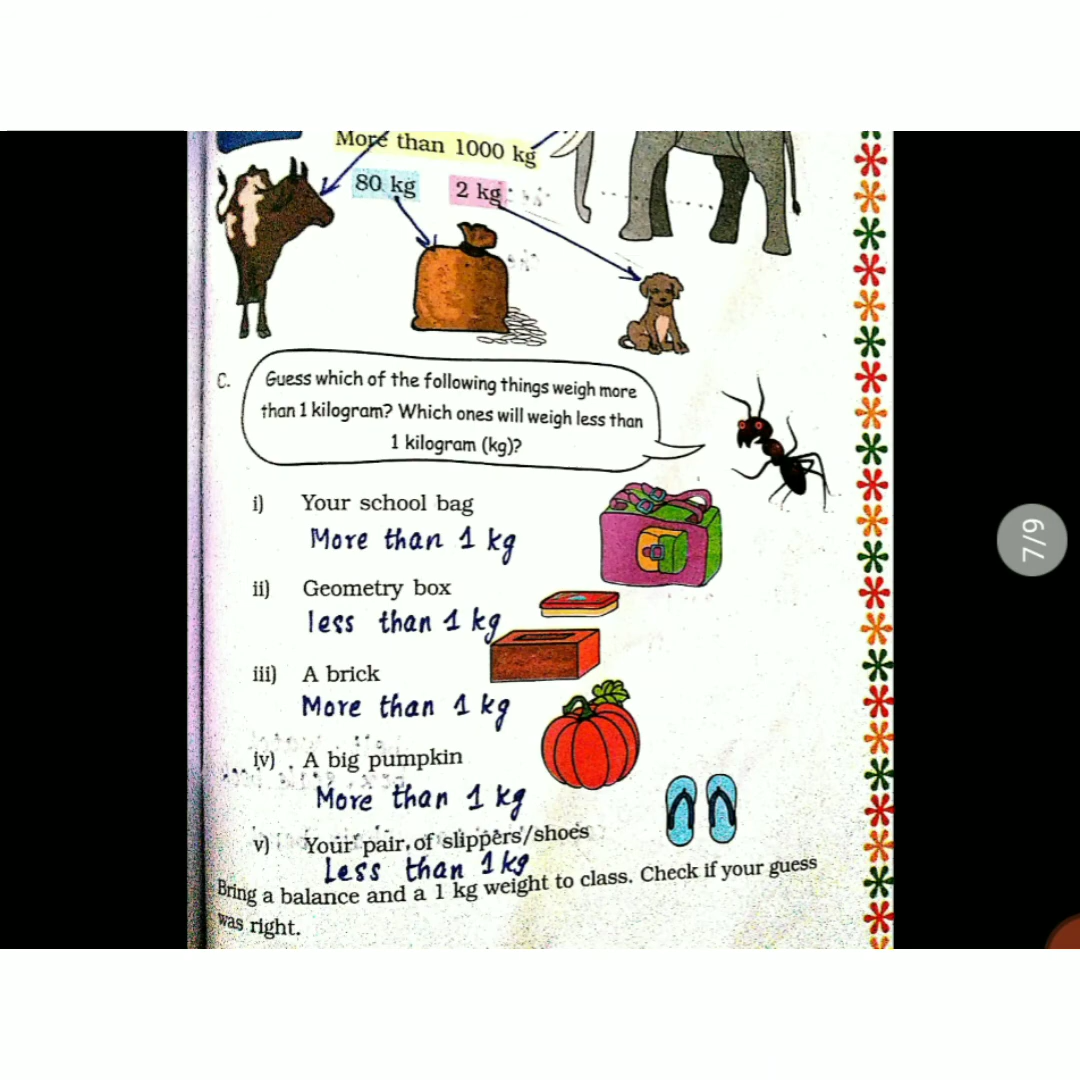 More than 1000 kg
80 kg 2 kg
C. Guess which of the following things weigh more
than 1 kilogram? Which ones will weigh less than
1 kilogram (kg)?
i) Your school bag
More than 1 kg
ii) Geometry box
less than 1 kg
iii) A brick
More than 1 kg
iv) A big pumpkin
More than 1 kg
v) Your pair of slippers/shoes
Less than 1 kg
Bring a balance and a 1 kg weight to class. Check if your guess
was right.
7/9